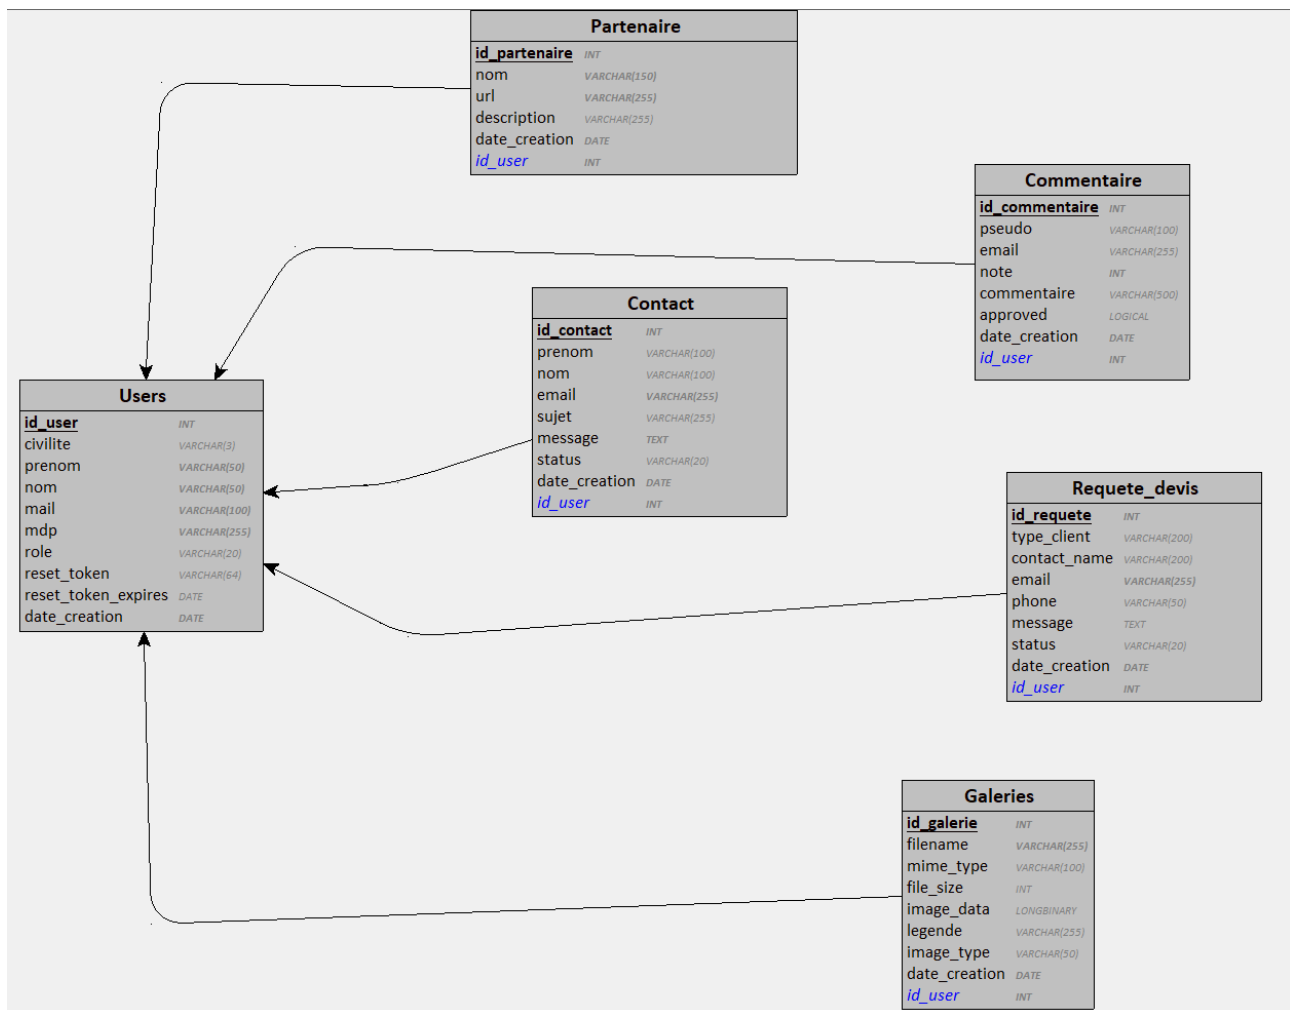 Partenaire
id_partenaire INT
nom VARCHAR(150)
url VARCHAR(255)
description VARCHAR(255)
date_creation DATE
id_user INT
Commentaire
id_commentaire INT
pseudo VARCHAR(100)
email VARCHAR(255)
note INT
commentaire VARCHAR(500)
approved LOGICAL
date_creation DATE
id_user INT
Contact
id_contact INT
prenom VARCHAR(100)
nom VARCHAR(100)
email VARCHAR(255)
sujet VARCHAR(255)
message TEXT
status VARCHAR(20)
date_creation DATE
id_user INT
Users
id_user INT
civilite VARCHAR(3)
prenom VARCHAR(50)
nom VARCHAR(50)
mail VARCHAR(100)
mdp VARCHAR(255)
role VARCHAR(20)
reset_token VARCHAR(64)
reset_token_expires DATE
date_creation DATE
Requete_devis
id_requete INT
type_client VARCHAR(200)
contact_name VARCHAR(200)
email VARCHAR(255)
phone VARCHAR(50)
message TEXT
status VARCHAR(20)
date_creation DATE
id_user INT
Galeries
id_galerie INT
filename VARCHAR(255)
mime_type VARCHAR(100)
file_size INT
image_data LONGBINARY
legende VARCHAR(255)
image_type VARCHAR(50)
date_creation DATE
id_user INT